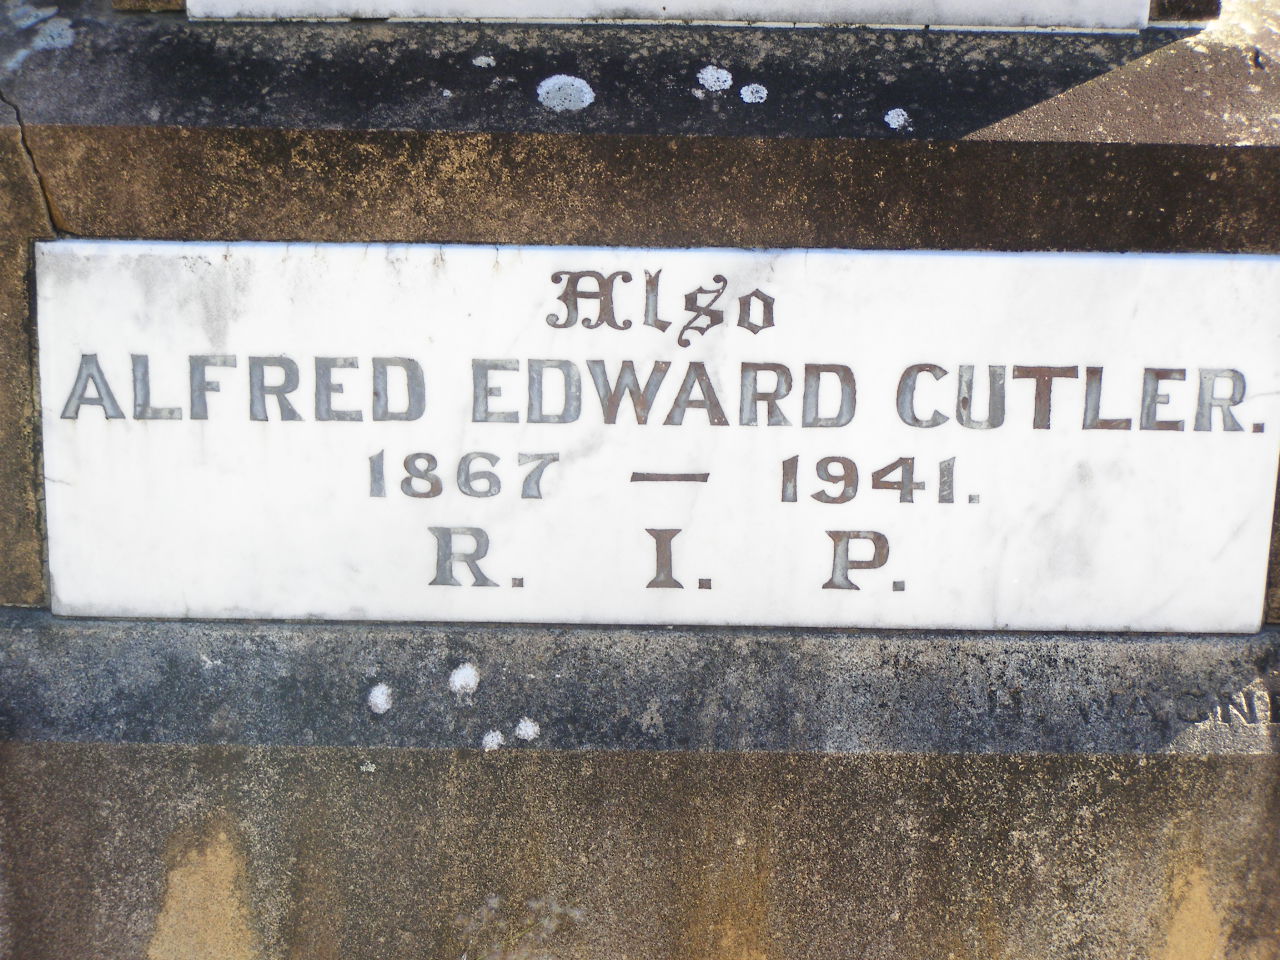 Also
ALFRED EDWARD CUTLER.
1867 — 1941.
R. I. P.